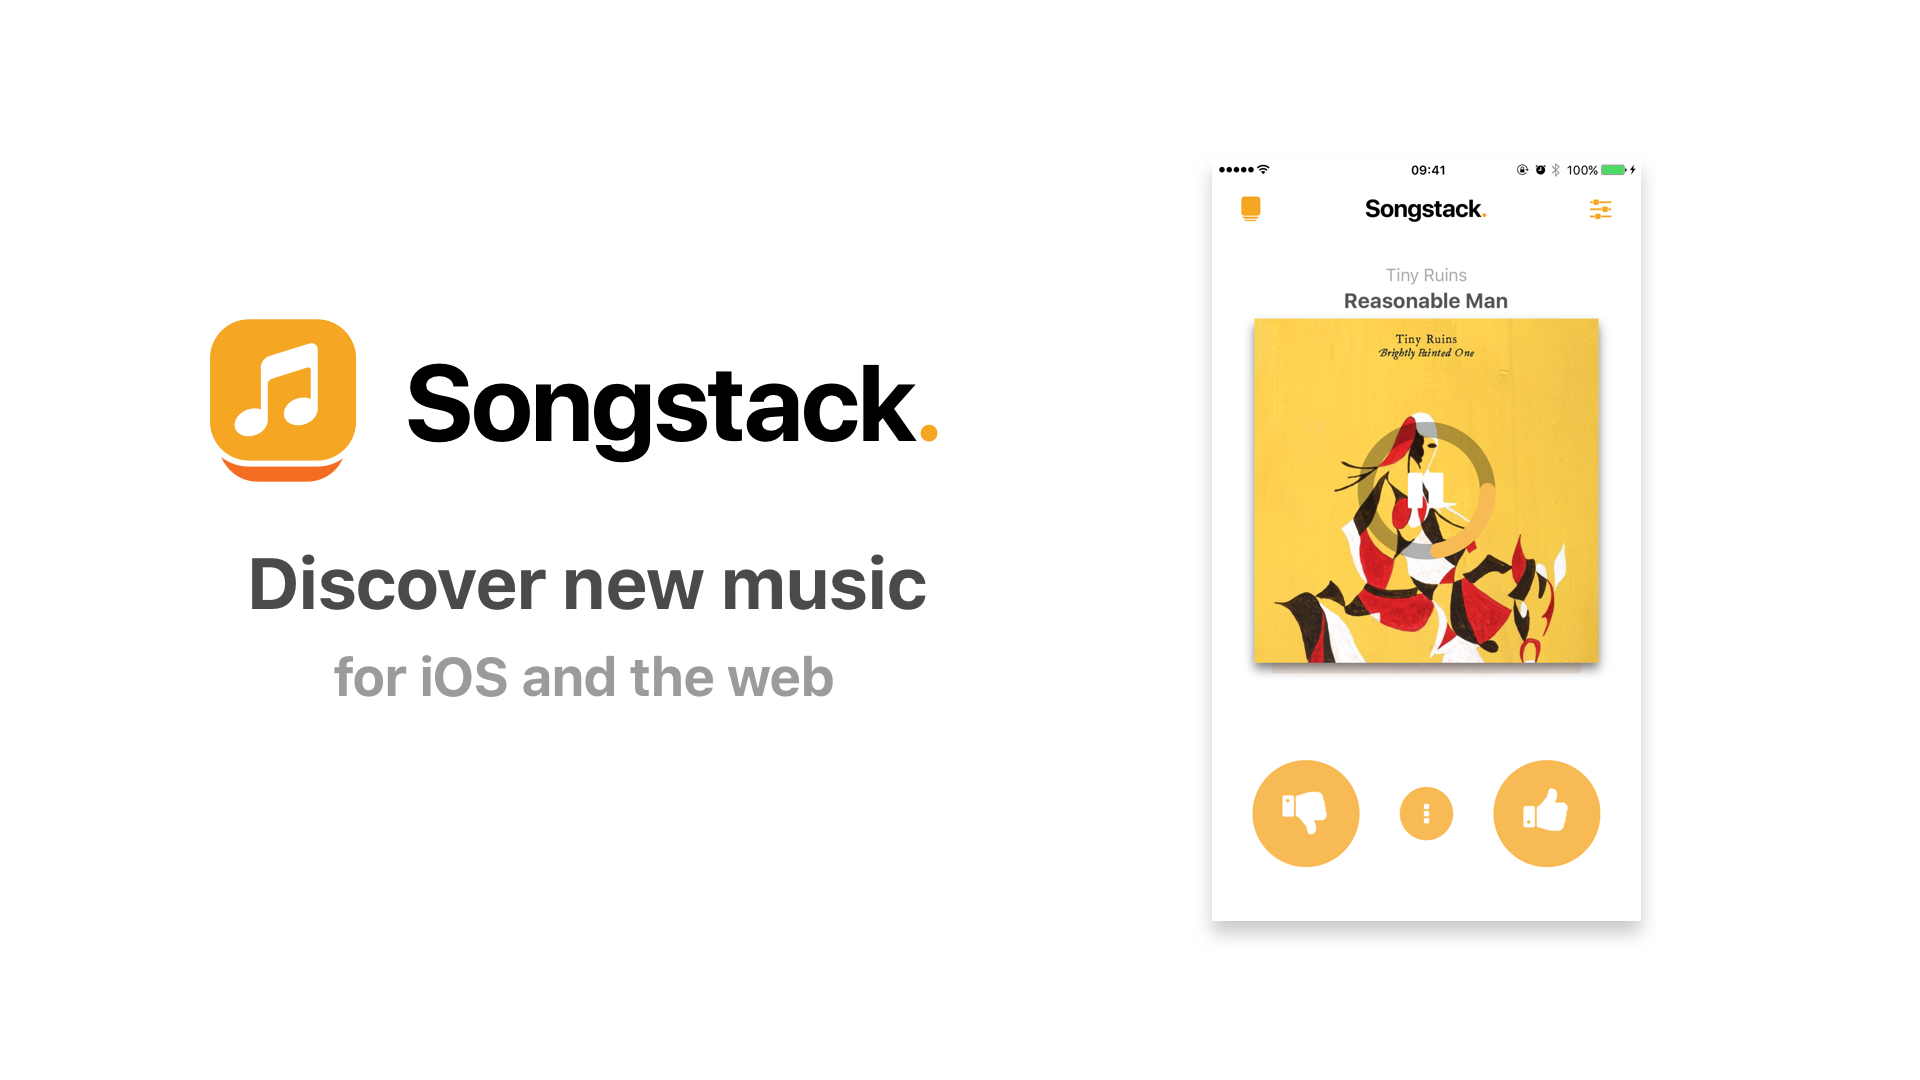 Songstack.
Discover new music
for iOS and the web
09:41
100%
Songstack.
Tiny Ruins
Reasonable Man
Tiny Ruins
Brightly Painted One